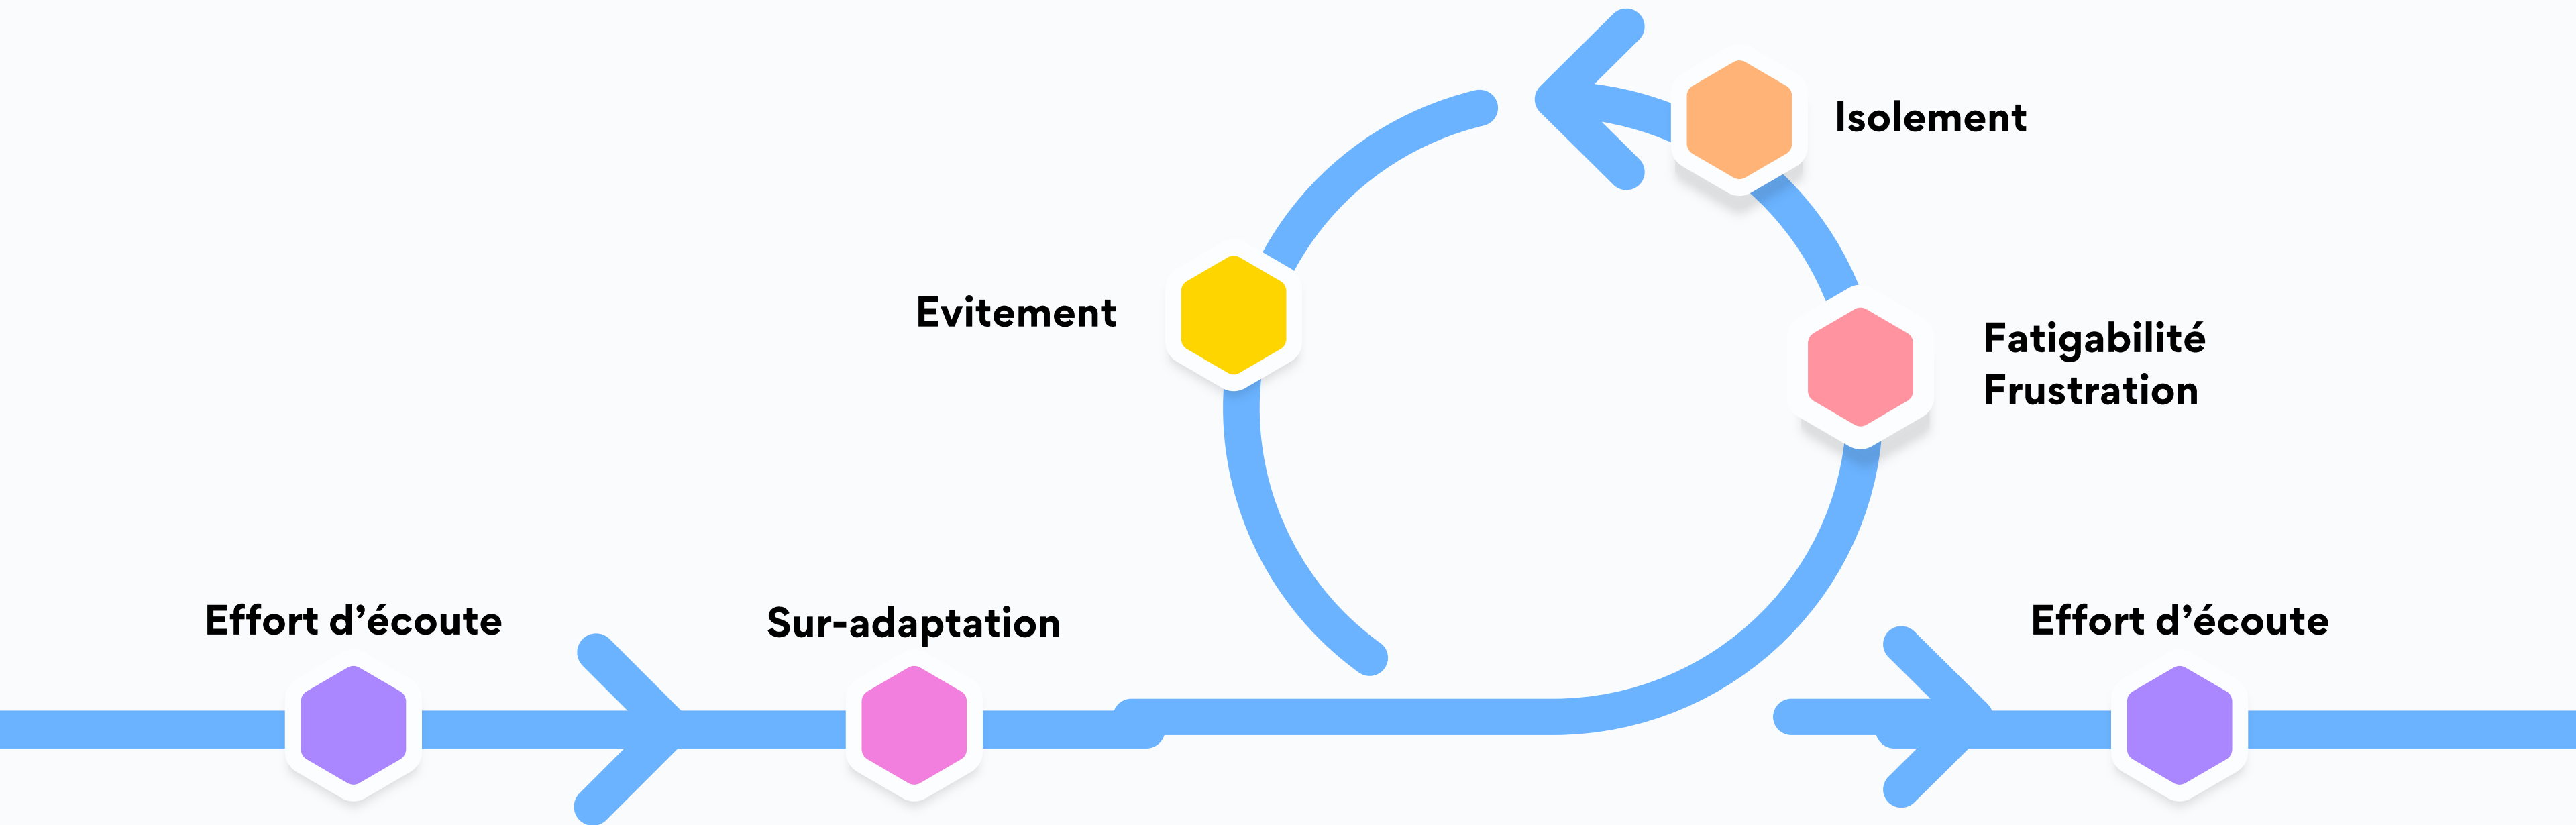 Isolement
Evitement
Fatigabilité
Frustration
Effort d’écoute
Sur-adaptation
Effort d’écoute